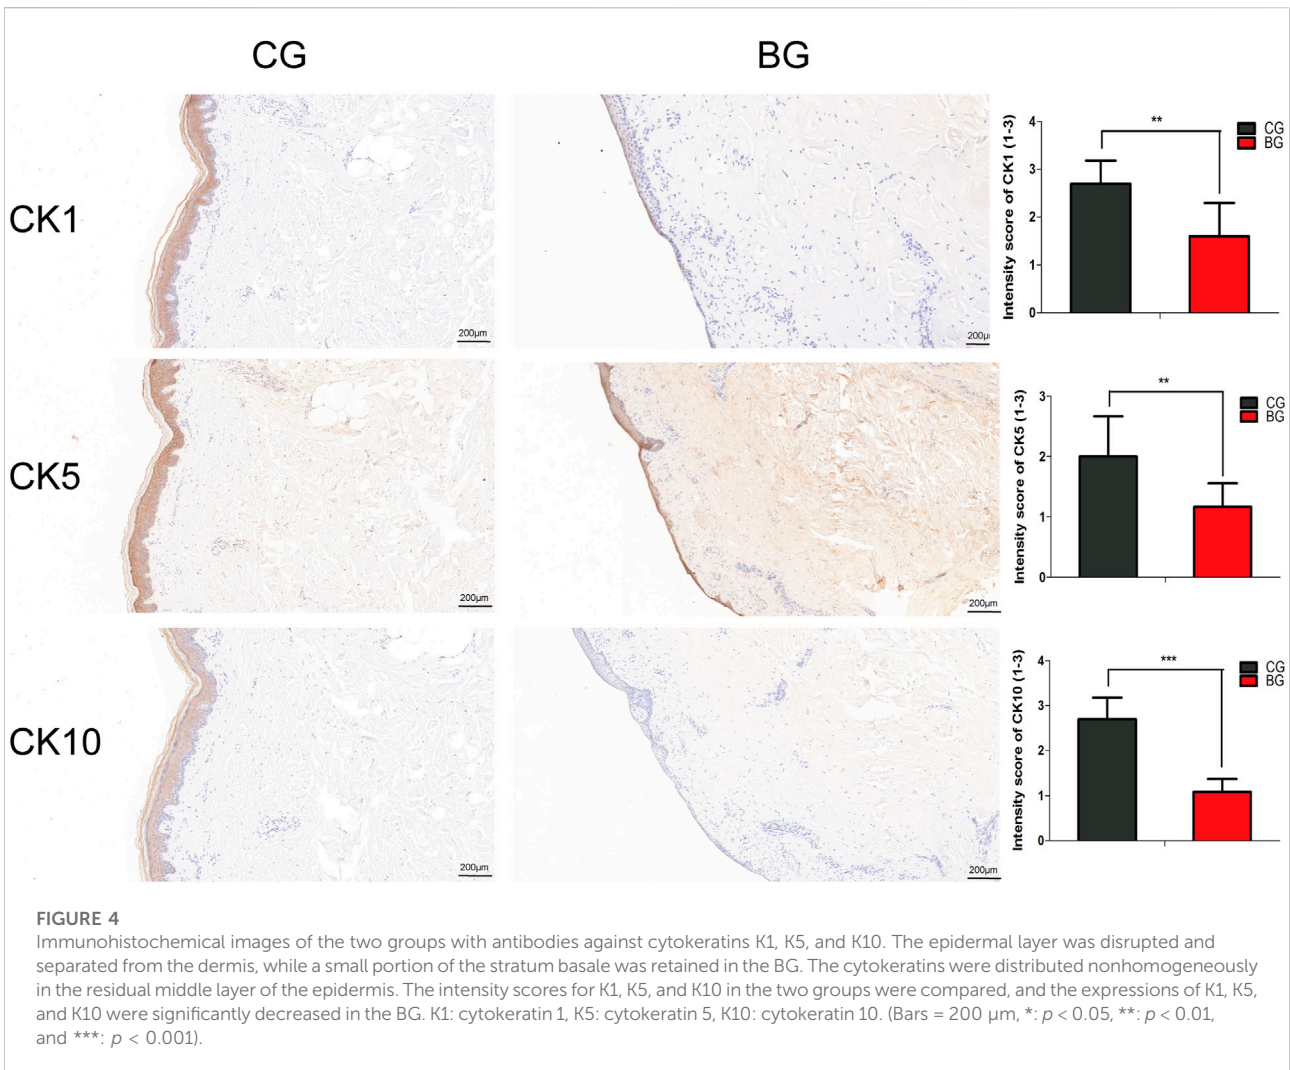 CG
BG
CK1
200μm
200μ
Intensity score of CK1 (1-3)
4
3
2
1
0
**
CG
BG
CK5
200μm
200μm
Intensity score of CK5 (1-3)
3
2
1
0
**
CG
BG
CK10
200μm
200μm
Intensity score of CK10 (1-3)
4
3
2
1
0
***
CG
BG
FIGURE 4
Immunohistochemical images of the two groups with antibodies against cytokeratins K1, K5, and K10. The epidermal layer was disrupted and
separated from the dermis, while a small portion of the stratum basale was retained in the BG. The cytokeratins were distributed nonhomogeneously
in the residual middle layer of the epidermis. The intensity scores for K1, K5, and K10 in the two groups were compared, and the expressions of K1, K5,
and K10 were significantly decreased in the BG. K1: cytokeratin 1, K5: cytokeratin 5, K10: cytokeratin 10. (Bars = 200 μm, *: p < 0.05, **: p < 0.01,
and ***: p < 0.001).